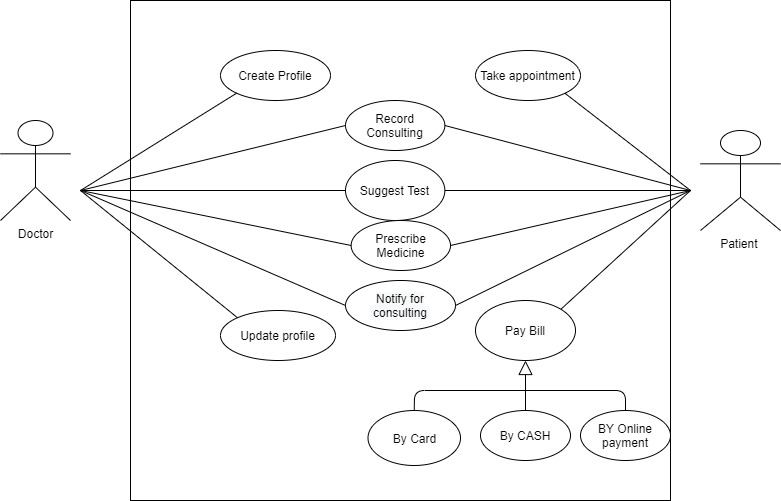 Create Profile
Take appointment
Record
Consulting
Suggest Test
Doctor
Patient
Prescribe
Medicine
Notify for
consulting
Update profile
Pay Bill
By Card
By CASH
BY Online
payment